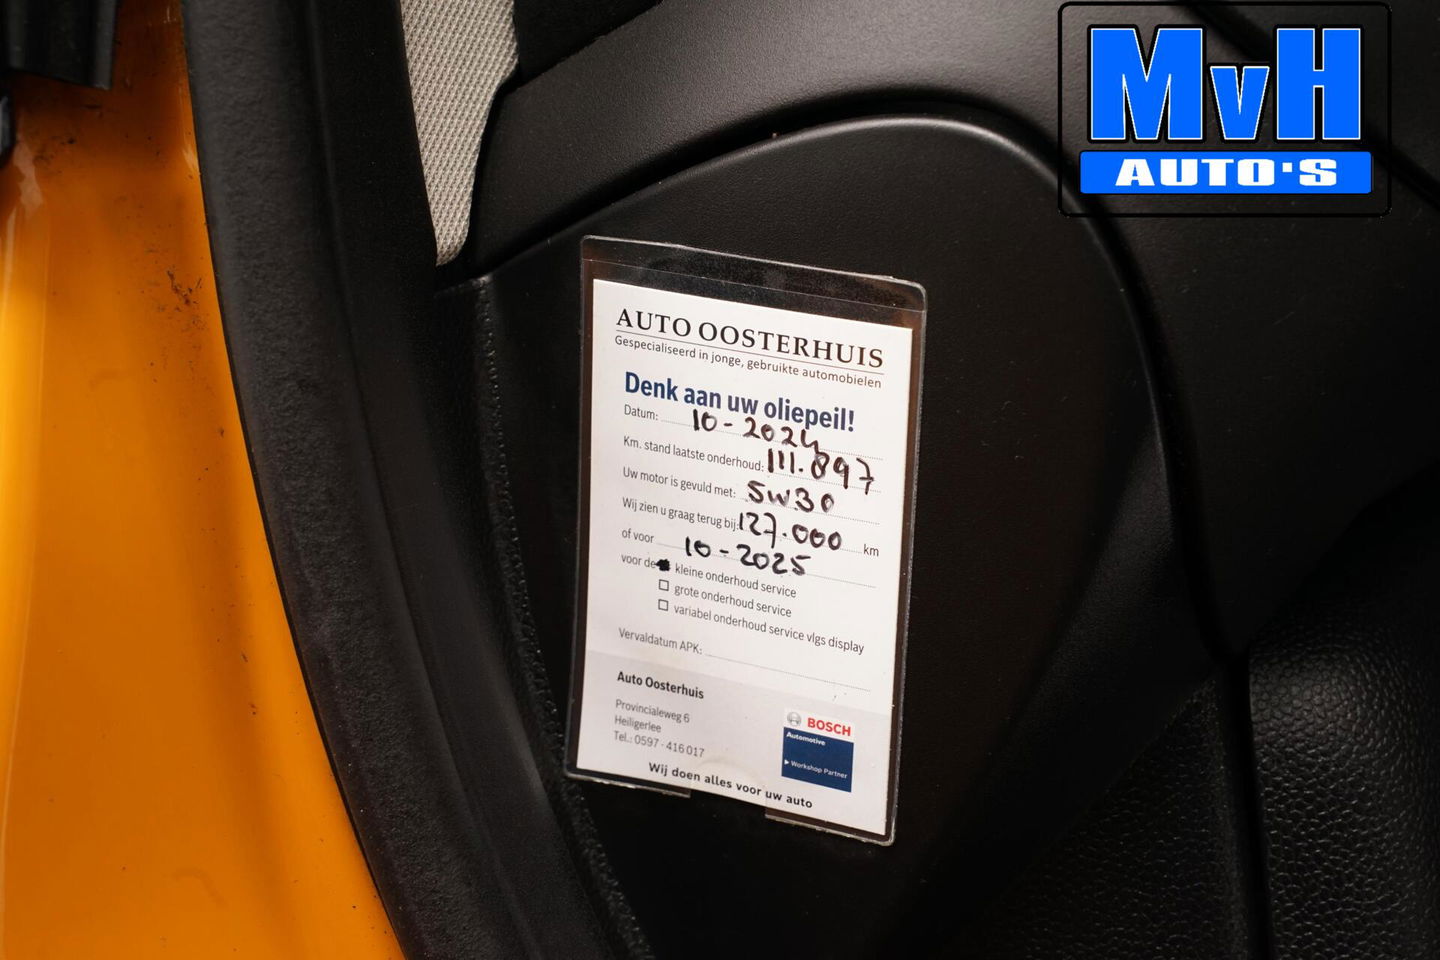 MvH
AUTO'S
AUTO OOSTERHUIS
Gespecialiseerd in jonge, gebruikte automobielen
Denk aan uw oliepeil!
Datum: 10-2024
Km. stand laatste onderhoud: 111.897
Uw motor is gevuld met: 5W30
Wij zien u graag terug bij: 127.000 km
of voor 10-2025
voor de kleine onderhoud service
grote onderhoud service
variabel onderhoud service vlgs display
Vervaldatum APK:
Auto Oosterhuis
Provincialeweg 6
Heiligerlee
Tel.: 0597 - 416 017
BOSCH
Automotive
Workshop Partner
Wij doen alles voor uw auto